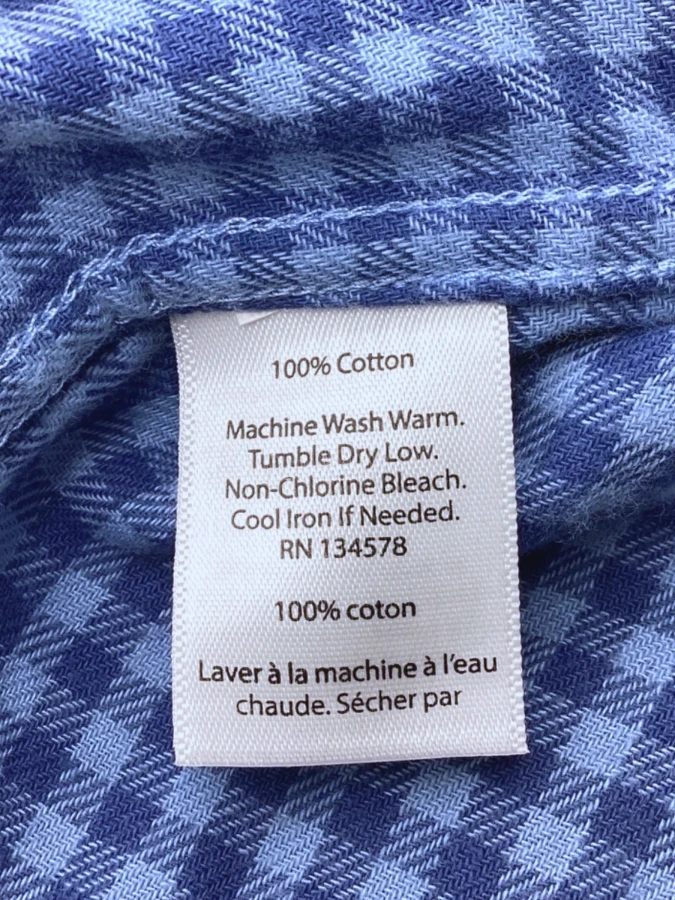 100% Cotton
Machine Wash Warm.
Tumble Dry Low.
Non-Chlorine Bleach.
Cool Iron If Needed.
RN 134578
100% coton
Laver à la machine à l'eau
chaude. Sécher par